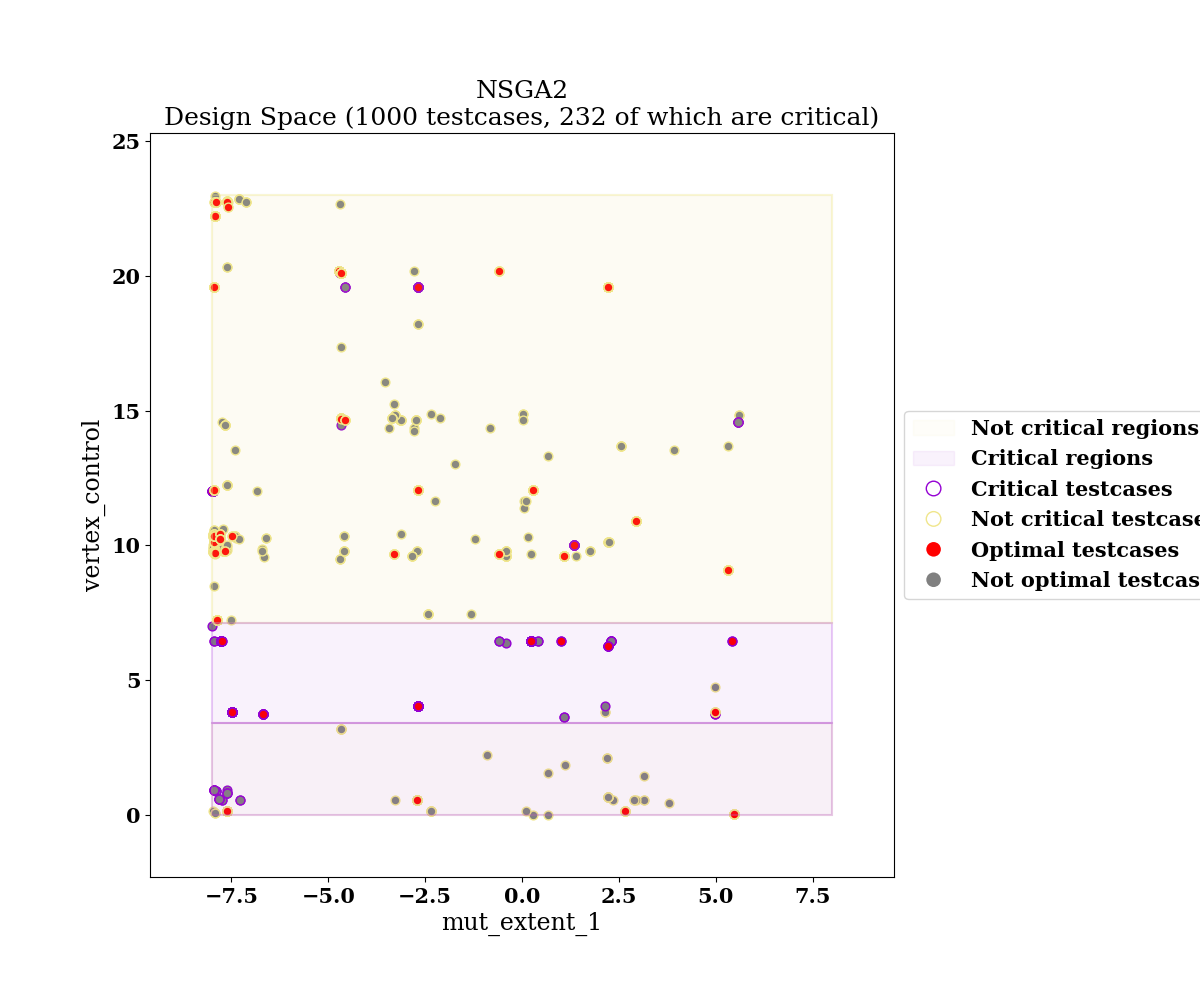 NSGA2
Design Space (1000 testcases, 232 of which are critical)
25
20
15
10
5
0
vertex_control
−7.5
−5.0
−2.5
0.0
2.5
5.0
7.5
mut_extent_1
Not critical regions
Critical regions
Critical testcases
Not critical testcase
Optimal testcases
Not optimal testcas